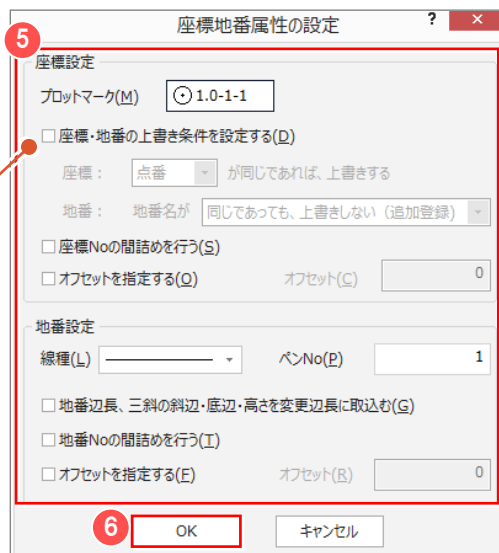 座標地番属性の設定 ? ×
5
座標設定
プロットマーク(M) 1.0-1-1
座標・地番の上書き条件を設定する(D)
座標： 点番 が同じであれば、上書きする
地番： 地番名が 同じであっても、上書きしない（追加登録）
座標Noの間詰めを行う(S)
オフセットを指定する(O) オフセット(C) 0
地番設定
線種(L) ペンNo(P) 1
地番辺長、三斜の斜辺・底辺・高さを変更辺長に取込む(G)
地番Noの間詰めを行う(T)
オフセットを指定する(F) オフセット(R) 0
6 OK キャンセル